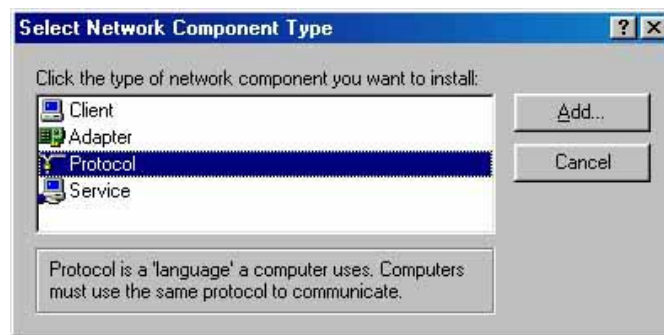 Select Network Component Type
Click the type of network component you want to install:
Client
Adapter
Protocol
Service
Add...
Cancel
Protocol is a 'language' a computer uses. Computers
must use the same protocol to communicate.